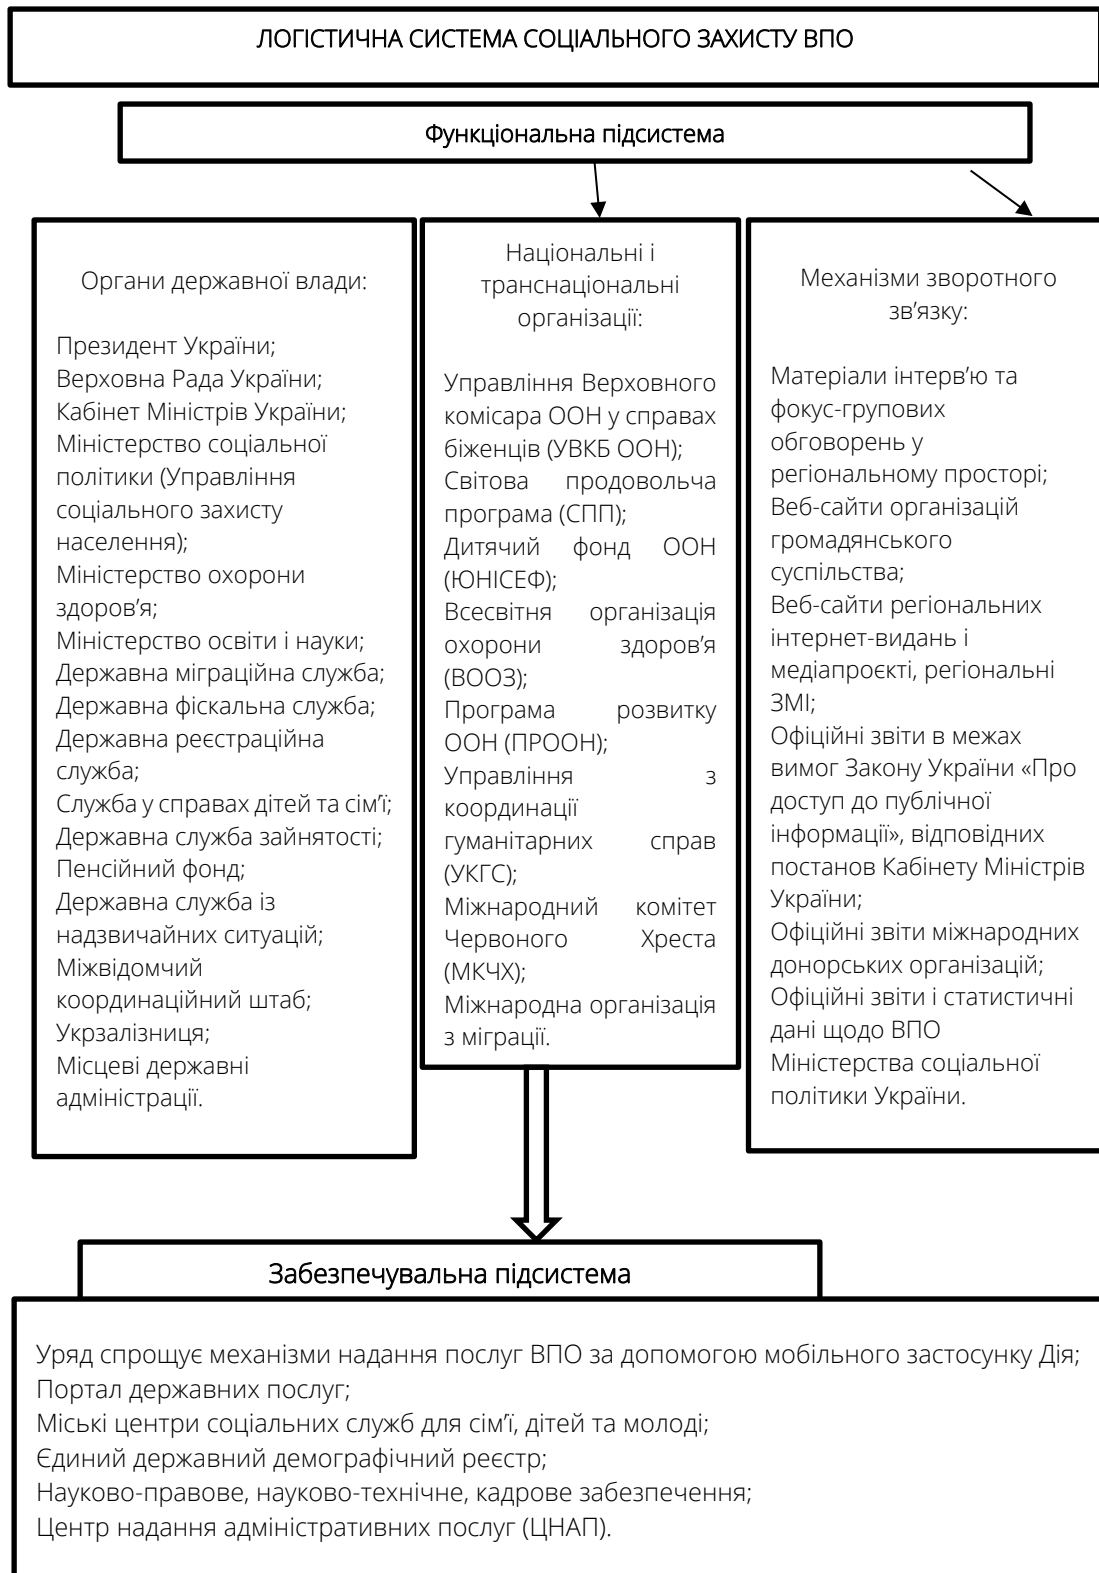 ЛОГІСТИЧНА СИСТЕМА СОЦІАЛЬНОГО ЗАХИСТУ ВПО
Функціональна підсистема
Органи державної влади:
Президент України;
Верховна Рада України;
Кабінет Міністрів України;
Міністерство соціальної
політики (Управління
соціального захисту
населення);
Міністерство охорони
здоров'я;
Міністерство освіти і науки;
Державна міграційна служба;
Державна фіскальна служба;
Державна реєстраційна
служба;
Служба у справах дітей та сім'ї;
Державна служба зайнятості;
Пенсійний фонд;
Державна служба із
надзвичайних ситуацій;
Міжвідомчий
координаційний штаб;
Укрзалізниця;
Місцеві державні
адміністрації.
Національні і
транснаціональні
організації:
Управління Верховного
комісара ООН у справах
біженців (УВКБ ООН);
Світова продовольча
програма (СПП);
Дитячий фонд ООН
(ЮНІСЕФ);
Всесвітня організація
охорони здоров'я
(ВООЗ);
Програма розвитку
ООН (ПРООН);
Управління з
координації
гуманітарних справ
(УКГС);
Міжнародний комітет
Червоного Хреста
(МКЧХ);
Міжнародна організація
з міграції.
Механізми зворотного
зв'язку:
Матеріали інтерв'ю та
фокус-групових
обговорень у
регіональному просторі;
Веб-сайти організацій
громадянського
суспільства;
Веб-сайти регіональних
інтернет-видань і
медіапроєкті, регіональні
ЗМІ;
Офіційні звіти в межах
вимог Закону України «Про
доступ до публічної
інформації», відповідних
постанов Кабінету Міністрів
України;
Офіційні звіти міжнародних
донорських організацій;
Офіційні звіти і статистичні
дані щодо ВПО
Міністерства соціальної
політики України.
Забезпечувальна підсистема
Уряд спрощує механізми надання послуг ВПО за допомогою мобільного застосунку Дія;
Портал державних послуг;
Міські центри соціальних служб для сім'ї, дітей та молоді;
Єдиний державний демографічний реєстр;
Науково-правове, науково-технічне, кадрове забезпечення;
Центр надання адміністративних послуг (ЦНАП).